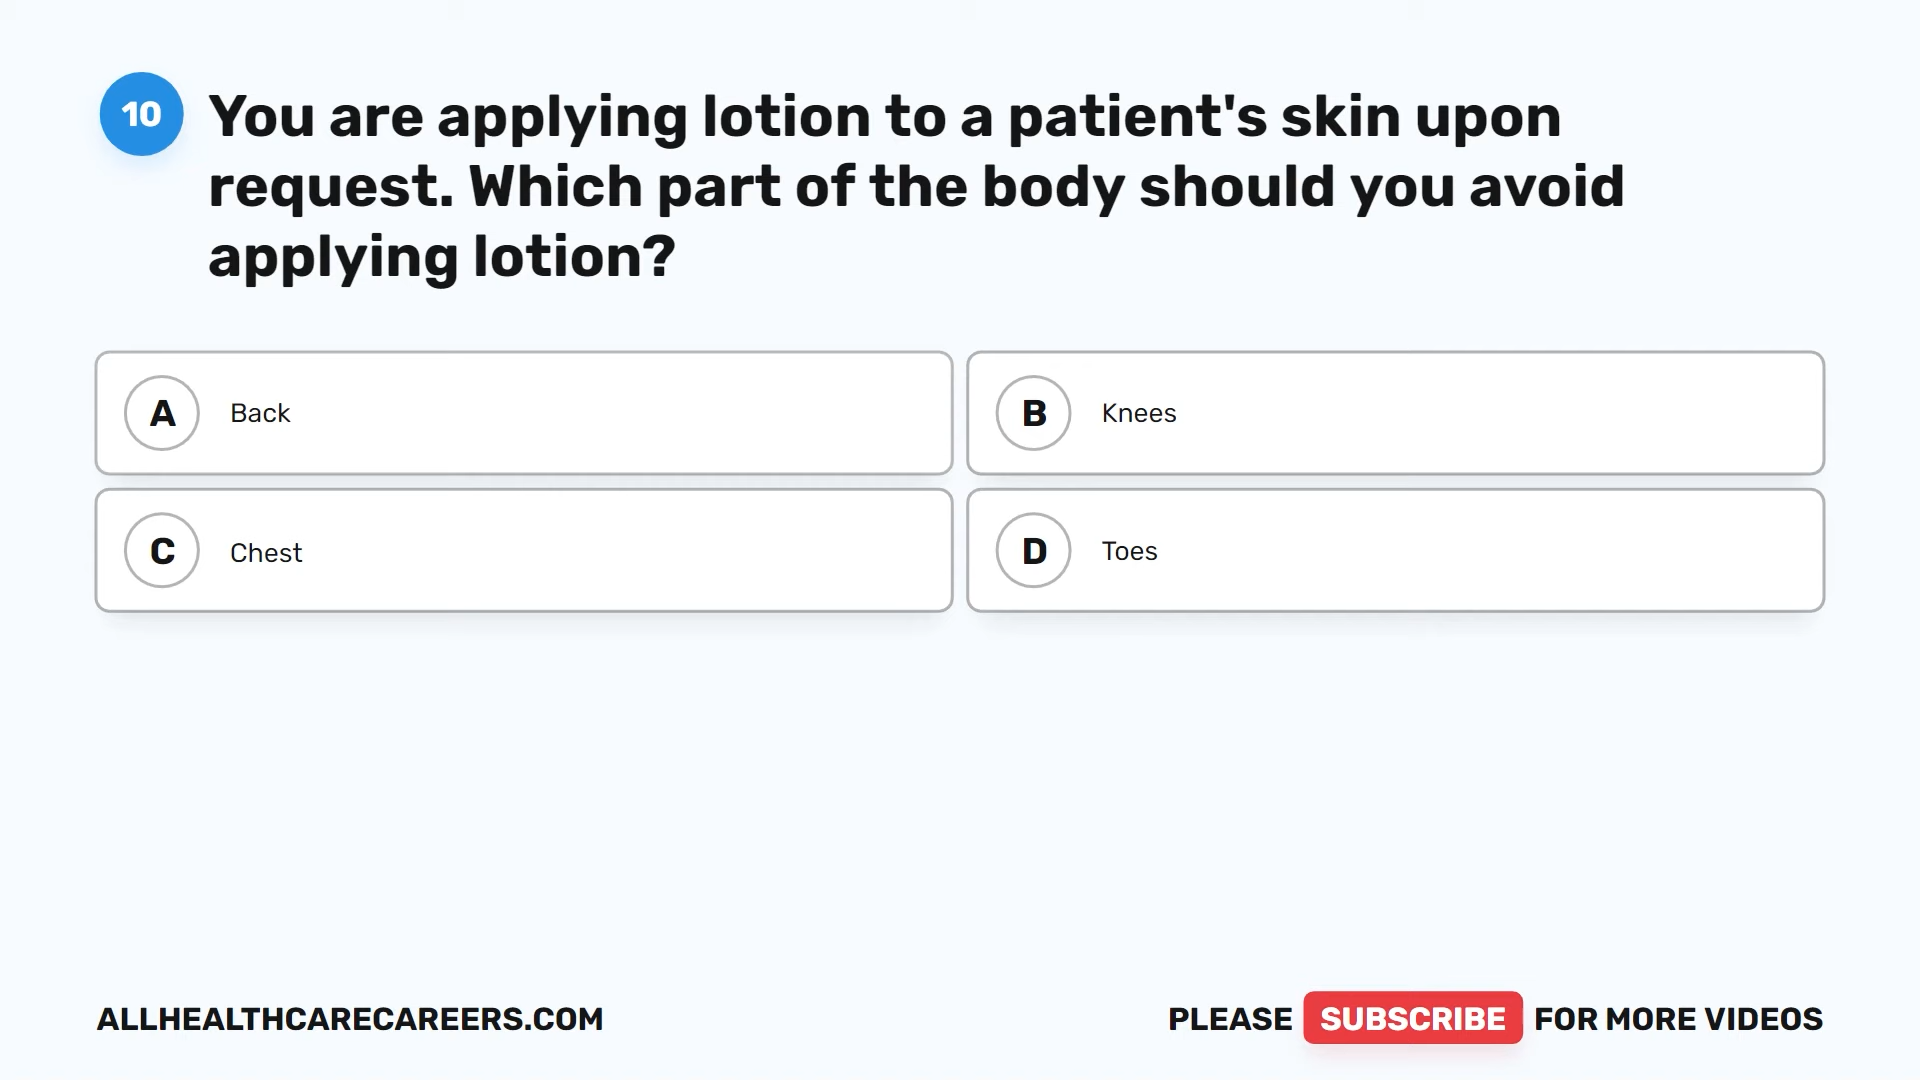 10
You are applying lotion to a patient's skin upon
request. Which part of the body should you avoid
applying lotion?
A Back
B Knees
C Chest
D Toes
ALLHEALTHCARECAREERS.COM
PLEASE SUBSCRIBE FOR MORE VIDEOS